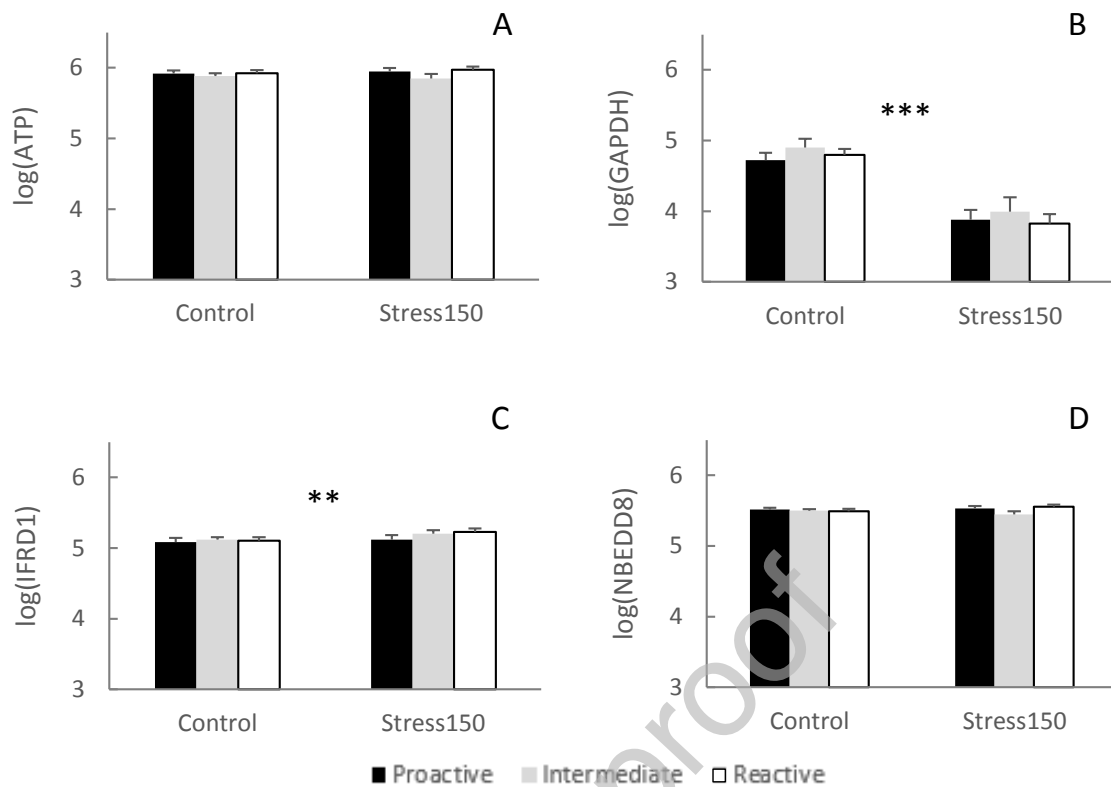 A
log(ATP)
6
5
4
3
Control Stress150
B
log(GAPDH)
6
5
4
3
***
Control Stress150
C
log(IFRD1)
6
5
4
3
**
Control Stress150
D
log(NBEDD8)
6
5
4
3
Control Stress150
Proactive Intermediate Reactive
proof